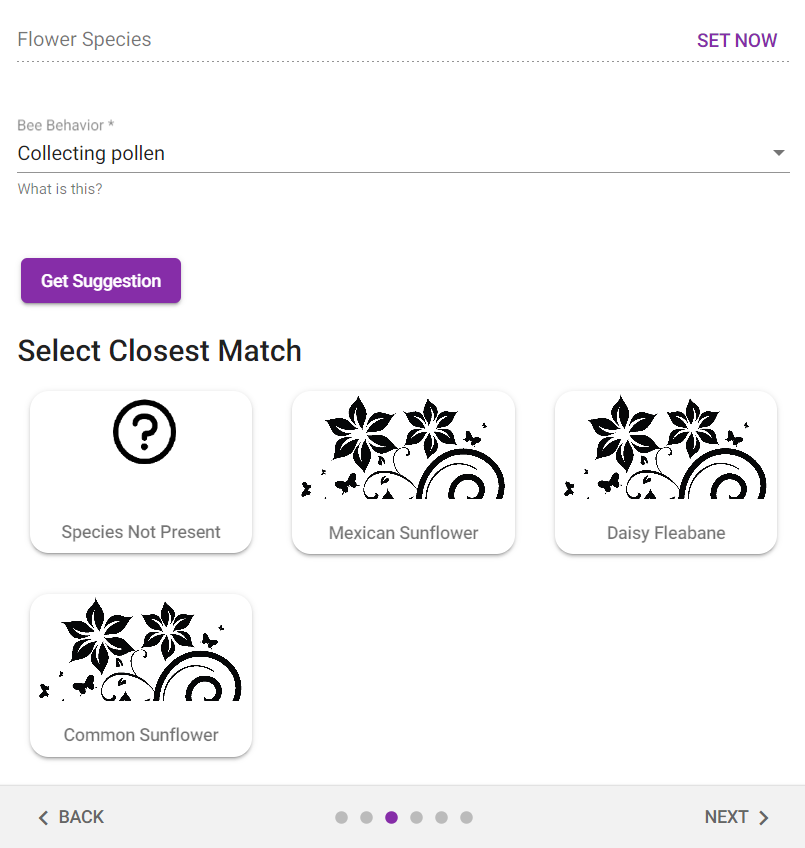 Flower Species SET NOW
Bee Behavior *
Collecting pollen
What is this?
Get Suggestion
Select Closest Match
Species Not Present
Mexican Sunflower
Daisy Fleabane
Common Sunflower
BACK NEXT